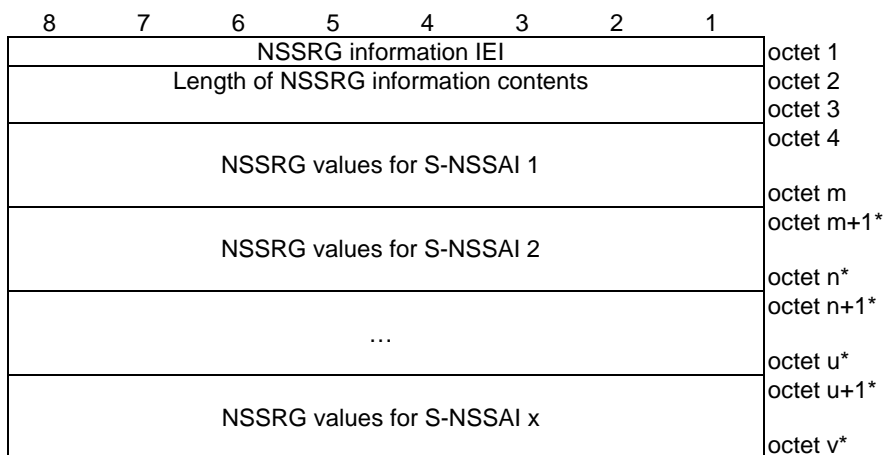 8 7 6 5 4 3 2 1
NSSRG information IEI octet 1
Length of NSSRG information contents octet 2
octet 3
octet 4
NSSRG values for S-NSSAI 1
octet m
octet m+1*
NSSRG values for S-NSSAI 2
octet n*
octet n+1*
…
octet u*
octet u+1*
NSSRG values for S-NSSAI x
octet v*